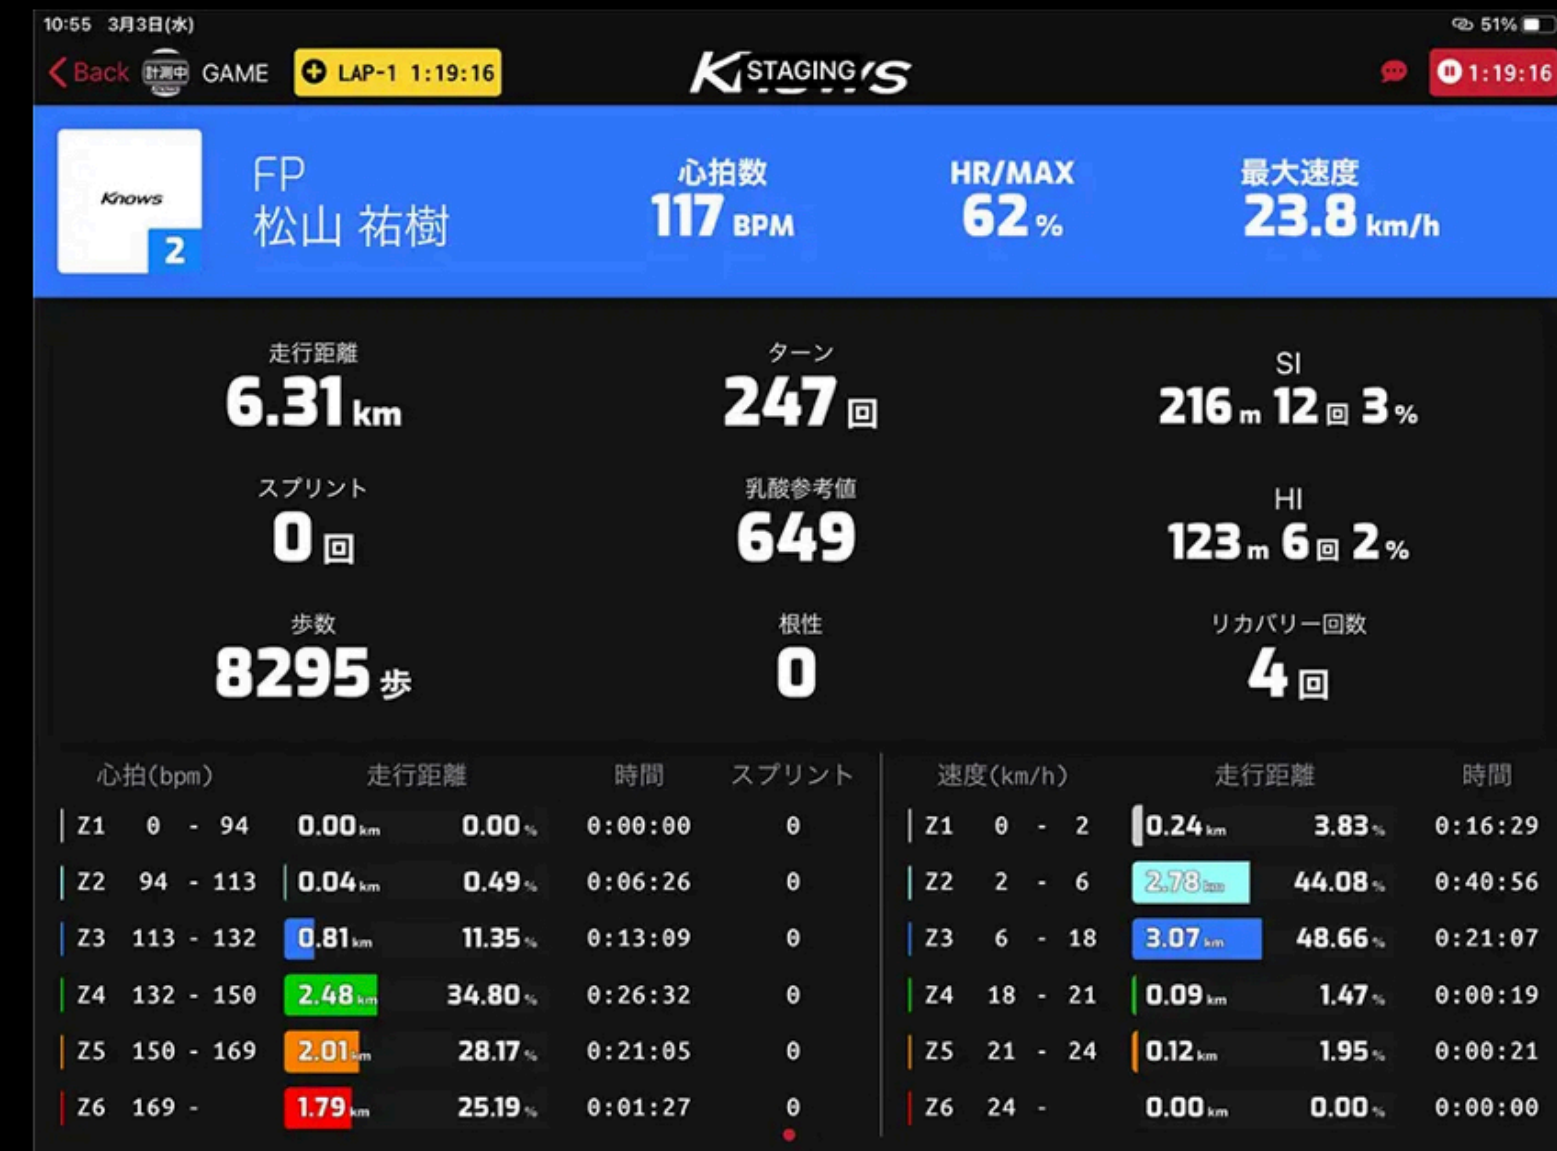 10:55 3月3日(水) 51%
Back 計測中 GAME LAP-1 1:19:16 STAGING 1:19:16
Knows
2
FP
松山 祐樹
心拍数 HR/MAX 最大速度
117 BPM 62 % 23.8 km/h
走行距離 ターン SI
6.31 km 247 回 216 m 12 回 3 %
スプリント 乳酸参考値 HI
0 回 649 123 m 6 回 2 %
歩数 根性 リカバリー回数
8295 歩 0 4 回
心拍(bpm) 走行距離 時間 スプリント 速度(km/h) 走行距離 時間
Z1 0 - 94 0.00 km 0.00 % 0:00:00 0 Z1 0 - 2 0.24 km 3.83 % 0:16:29
Z2 94 - 113 0.04 km 0.49 % 0:06:26 0 Z2 2 - 6 2.78 km 44.08 % 0:40:56
Z3 113 - 132 0.81 km 11.35 % 0:13:09 0 Z3 6 - 18 3.07 km 48.66 % 0:21:07
Z4 132 - 150 2.48 km 34.80 % 0:26:32 0 Z4 18 - 21 0.09 km 1.47 % 0:00:19
Z5 150 - 169 2.01 km 28.17 % 0:21:05 0 Z5 21 - 24 0.12 km 1.95 % 0:00:21
Z6 169 - 1.79 km 25.19 % 0:01:27 0 Z6 24 - 0.00 km 0.00 % 0:00:00